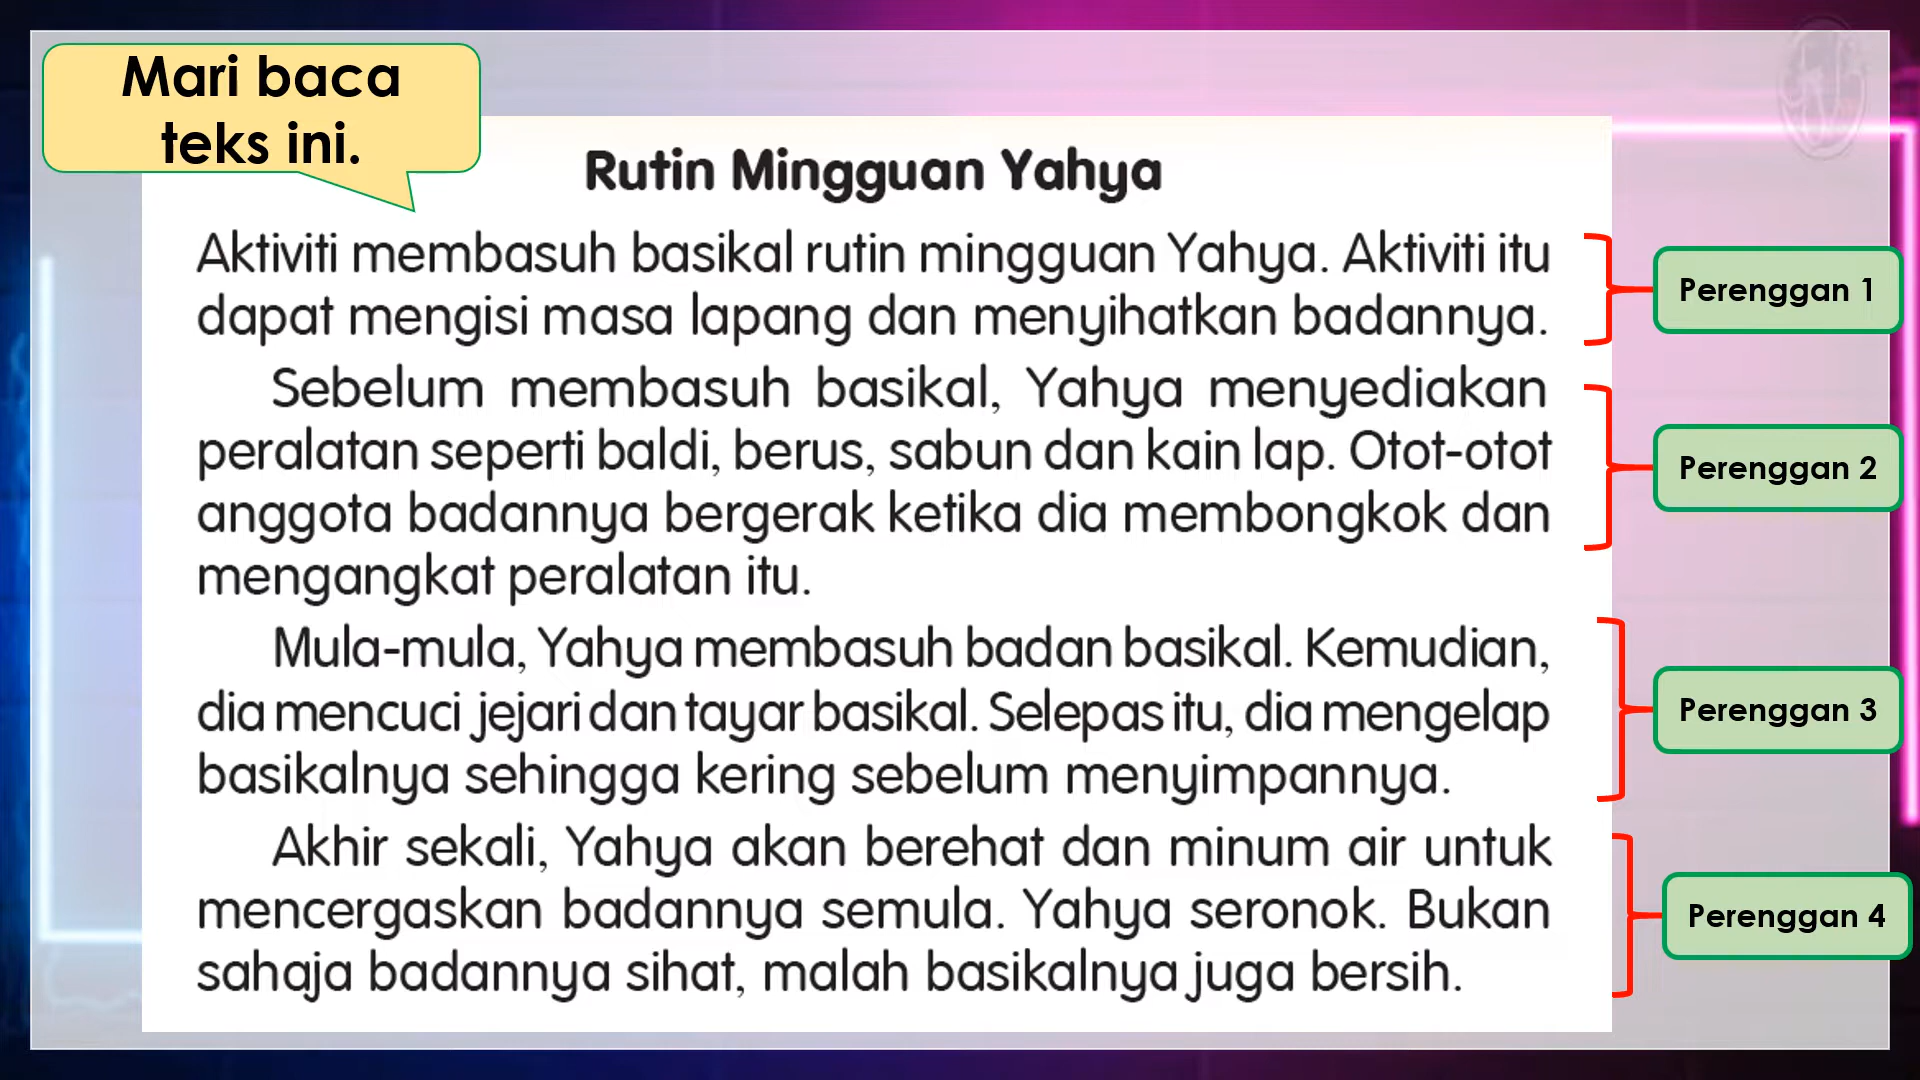 Mari baca
teks ini.
Rutin Mingguan Yahya
Aktiviti membasuh basikal rutin mingguan Yahya. Aktiviti itu
dapat mengisi masa lapang dan menyihatkan badannya.
Perenggan 1
Sebelum membasuh basikal, Yahya menyediakan
peralatan seperti baldi, berus, sabun dan kain lap. Otot-otot
anggota badannya bergerak ketika dia membongkok dan
mengangkat peralatan itu.
Perenggan 2
Mula-mula, Yahya membasuh badan basikal. Kemudian,
dia mencuci jejari dan tayar basikal. Selepas itu, dia mengelap
basikalnya sehingga kering sebelum menyimpannya.
Perenggan 3
Akhir sekali, Yahya akan berehat dan minum air untuk
mencergaskan badannya semula. Yahya seronok. Bukan
sahaja badannya sihat, malah basikalnya juga bersih.
Perenggan 4